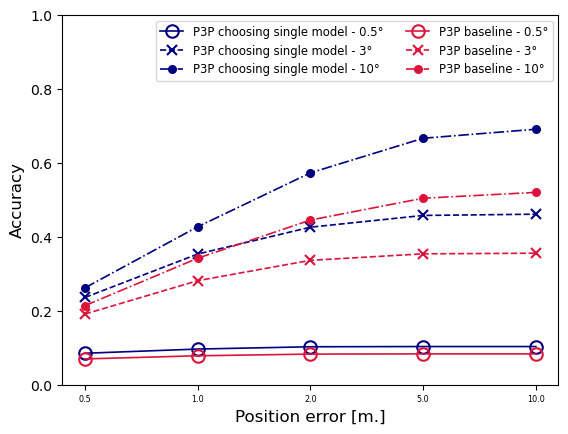 P3P choosing single model - 0.5°
P3P choosing single model - 3°
P3P choosing single model - 10°
P3P baseline - 0.5°
P3P baseline - 3°
P3P baseline - 10°
Accuracy
1.0
0.8
0.6
0.4
0.2
0.0
0.5 1.0 2.0 5.0 10.0
Position error [m.]